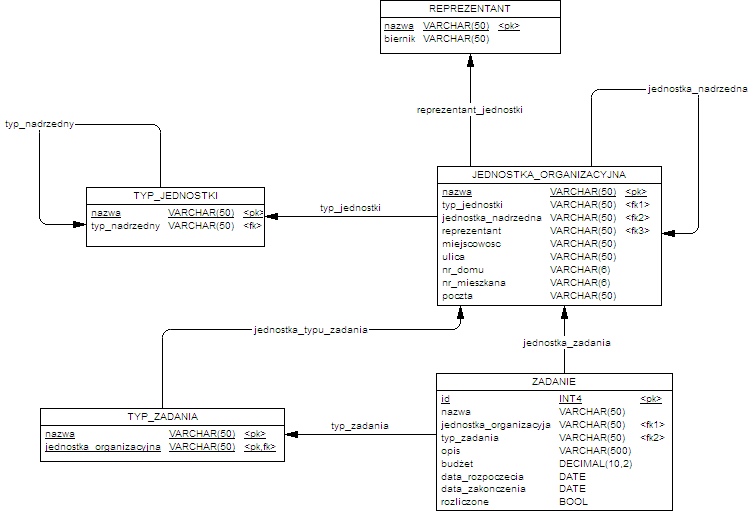 REPREZENTANT
nazwa VARCHAR(50) <pk>
biernik VARCHAR(50)
reprezentant_jednostki
jednostka_nadrzedna
typ_nadrzedny
JEDNOSTKA_ORGANIZACYJNA
nazwa VARCHAR(50) <pk>
typ_jednostki VARCHAR(50) <fk1>
jednostka_nadrzedna VARCHAR(50) <fk2>
reprezentant VARCHAR(50) <fk3>
miejscowosc VARCHAR(50)
ulica VARCHAR(50)
nr_domu VARCHAR(6)
nr_mieszkana VARCHAR(6)
poczta VARCHAR(50)
TYP_JEDNOSTKI
nazwa VARCHAR(50) <pk>
typ_nadrzedny VARCHAR(50) <fk>
typ_jednostki
jednostka_typu_zadania
jednostka_zadania
ZADANIE
id INT4 <pk>
nazwa VARCHAR(50)
jednostka_organizacyja VARCHAR(50) <fk1>
typ_zadania VARCHAR(50) <fk2>
opis VARCHAR(500)
budżet DECIMAL(10,2)
data_rozpoczecia DATE
data_zakonczenia DATE
rozliczone BOOL
TYP_ZADANIA
nazwa VARCHAR(50) <pk>
jednostka_organizacyjna VARCHAR(50) <pk,fk>
typ_zadania